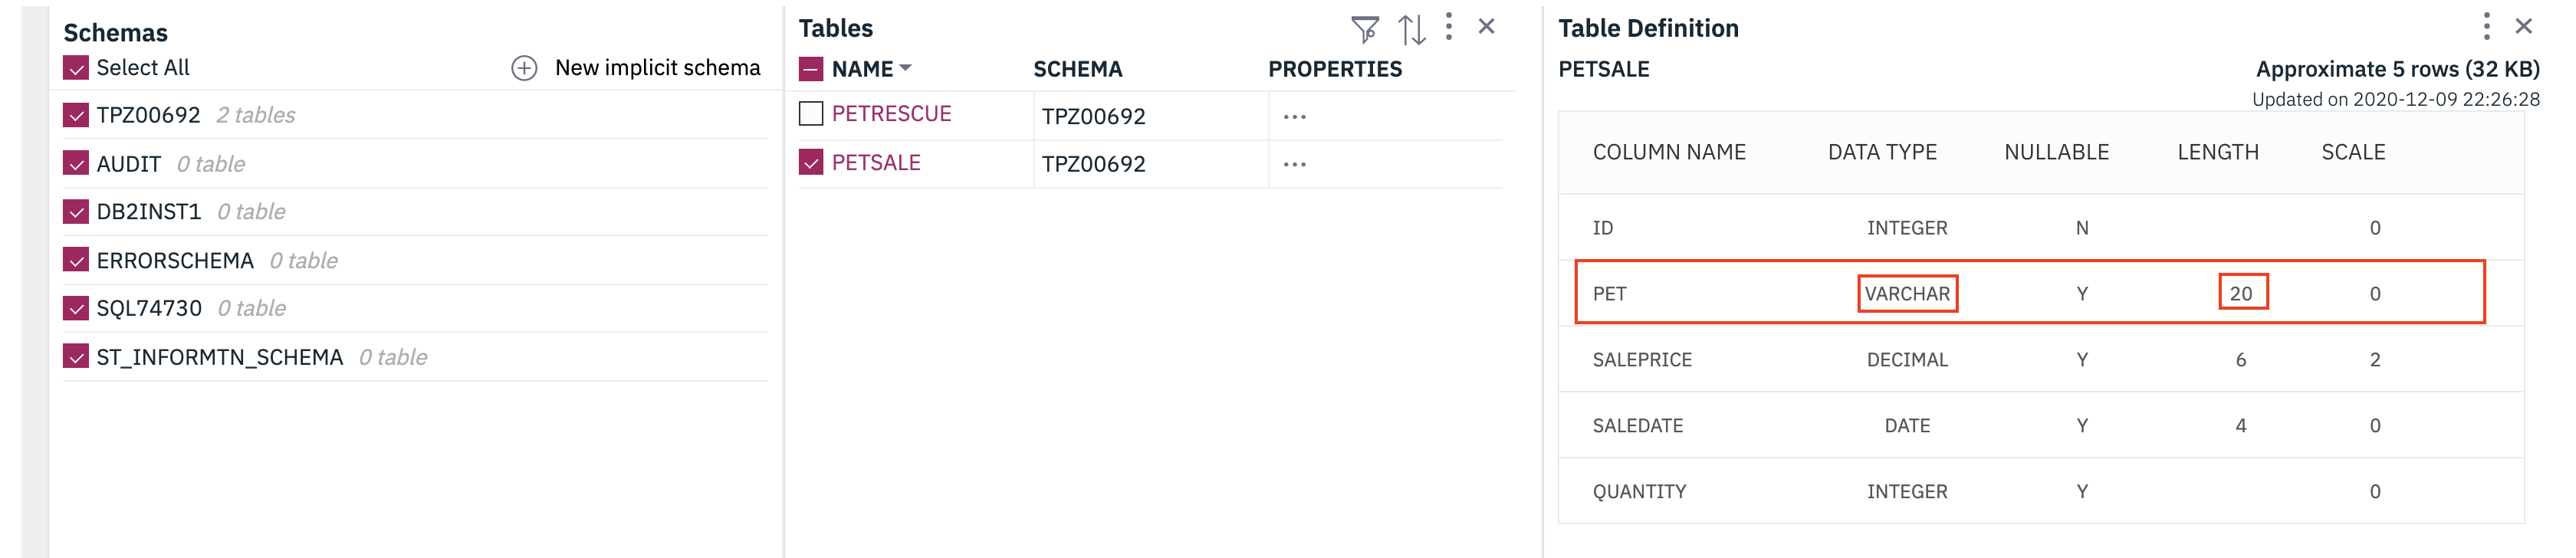 Schemas
Select All
New implicit schema
TPZ00692 2 tables
AUDIT 0 table
DB2INST1 0 table
ERRORSCHEMA 0 table
SQL74730 0 table
ST_INFORMTN_SCHEMA 0 table
Tables
NAME SCHEMA PROPERTIES
PETRESCUE TPZ00692 ...
PETSALE TPZ00692 ...
Table Definition
PETSALE Approximate 5 rows (32 KB)
Updated on 2020-12-09 22:26:28
COLUMN NAME DATA TYPE NULLABLE LENGTH SCALE
ID INTEGER N 0
PET VARCHAR Y 20 0
SALEPRICE DECIMAL Y 6 2
SALEDATE DATE Y 4 0
QUANTITY INTEGER Y 0